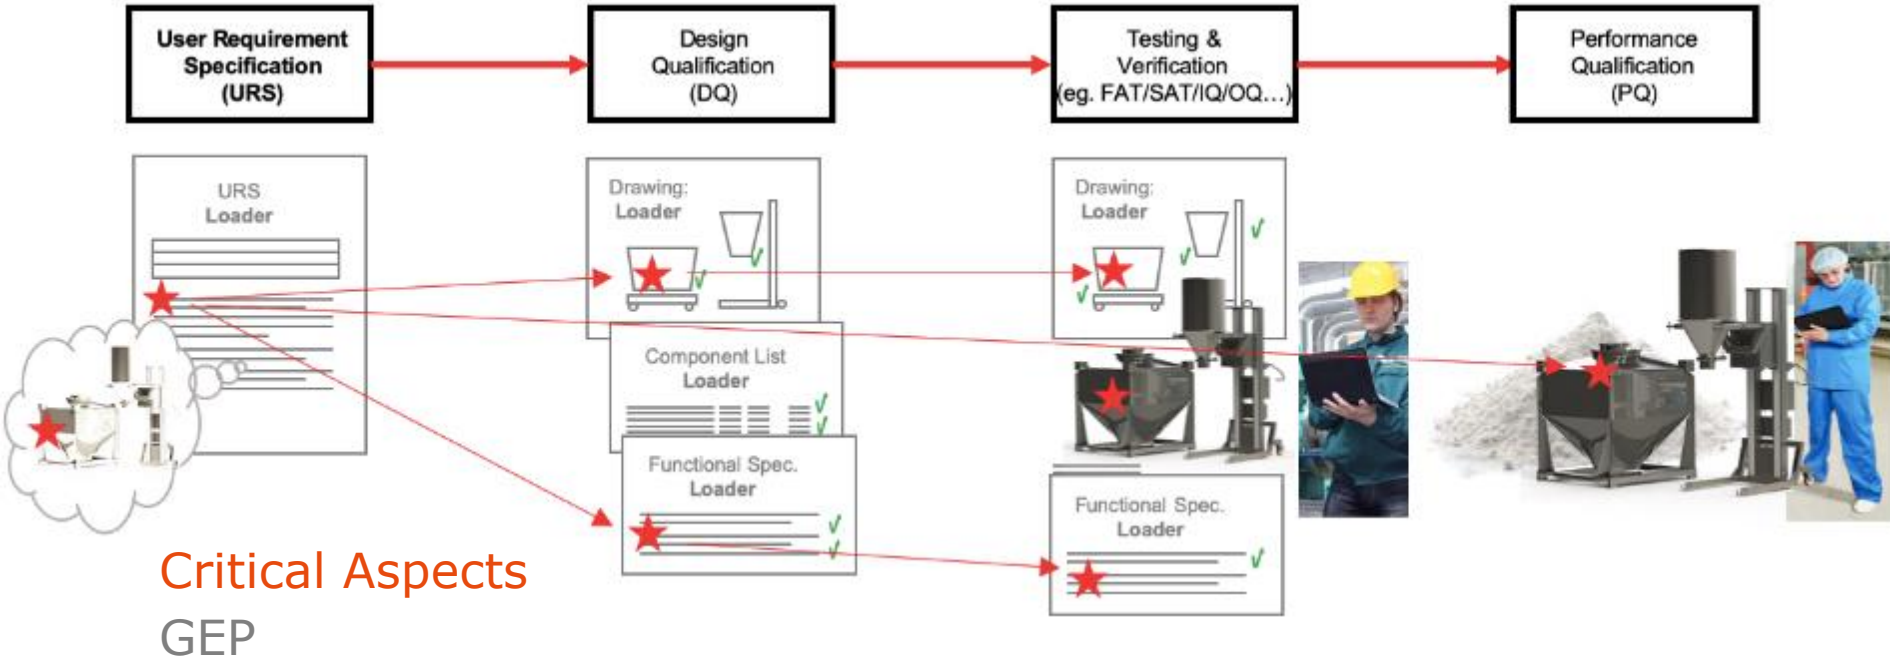 User Requirement
Specification
(URS)
Design
Qualification
(DQ)
Testing &
Verification
(eg. FAT/SAT/IQ/OQ...)
Performance
Qualification
(PQ)
URS
Loader
Drawing:
Loader
Component List
Loader
Functional Spec.
Loader
Drawing:
Loader
Functional Spec.
Loader
Critical Aspects
GEP